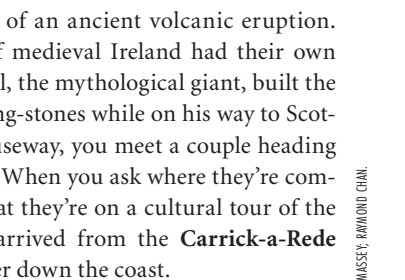 of an ancient volcanic eruption.
medieval Ireland had their own
, the mythological giant, built the
ng-stones while on his way to Scot-
useway, you meet a couple heading
When you ask where they're com-
at they're on a cultural tour of the
arrived from the Carrick-a-Rede
er down the coast.
MASSEY; RAYMOND CHAN.